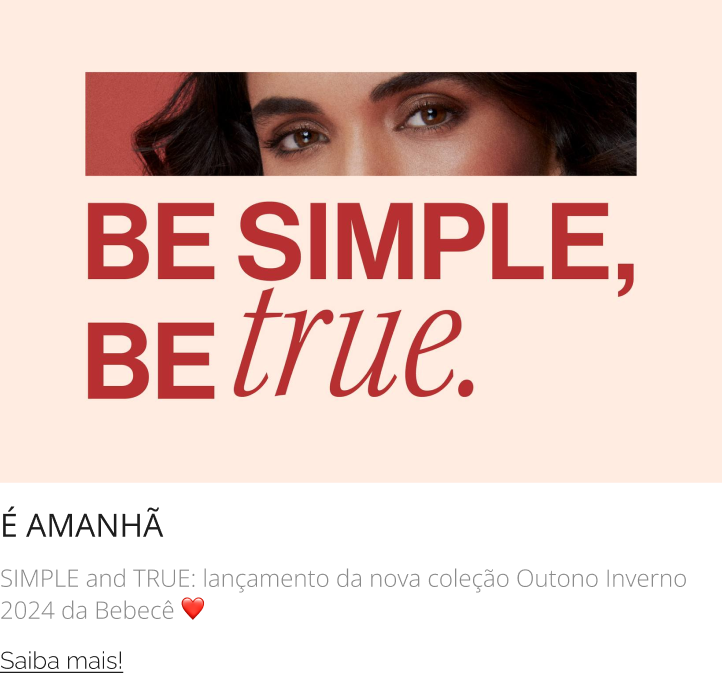 BE SIMPLE,
BE true.
É AMANHÃ
SIMPLE and TRUE: lançamento da nova coleção Outono Inverno
2024 da Bebecê ❤️
Saiba mais!